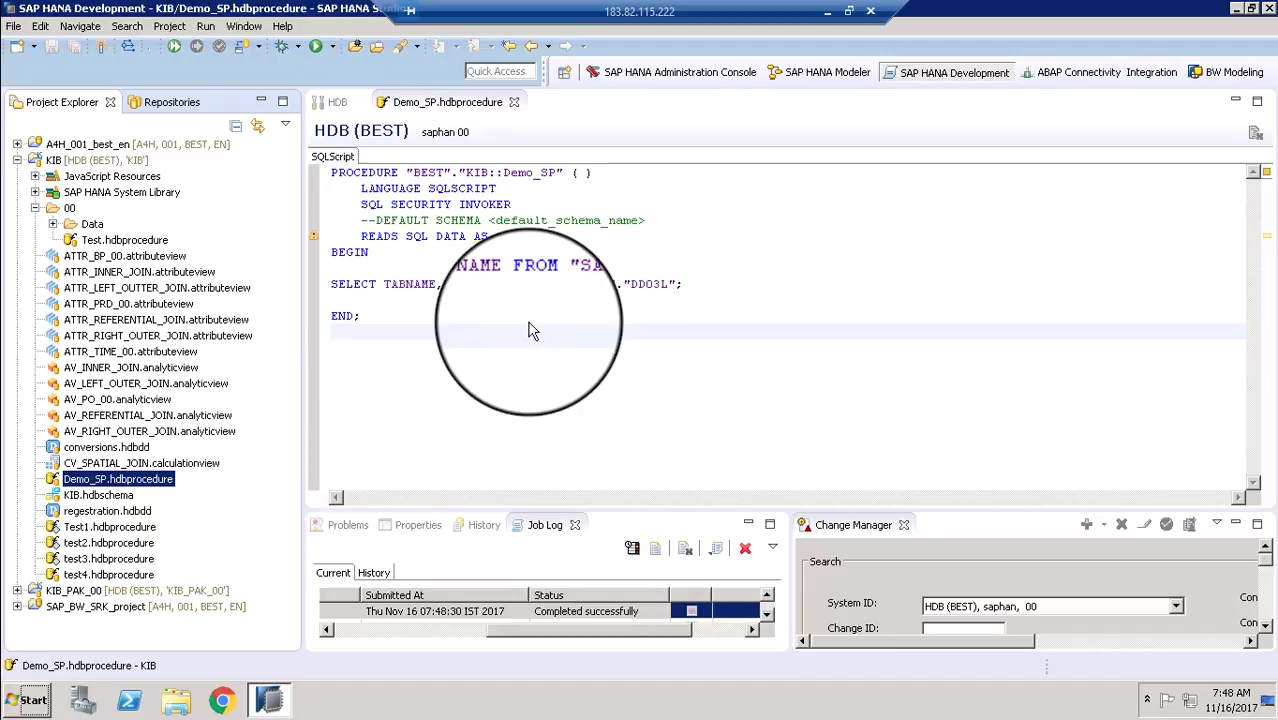 SAP HANA Development - KIB/Demo_SP.hdbprocedure - SAP HANA S
183.82.115.222
File Edit Navigate Search Project Run Window Help
Quick Access
SAP HANA Administration Console
SAP HANA Modeler
SAP HANA Development
ABAP Connectivity
Integration
BW Modeling
Project Explorer
Repositories
A4H_001_best_en [A4H, 001, BEST, EN]
KIB [HDB (BEST), 'KIB']
JavaScript Resources
SAP HANA System Library
00
Data
Test.hdbprocedure
ATTR_BP_00.attributeview
ATTR_INNER_JOIN.attributeview
ATTR_LEFT_OUTER_JOIN.attributeview
ATTR_PRD_00.attributeview
ATTR_REFERENTIAL_JOIN.attributeview
ATTR_RIGHT_OUTER_JOIN.attributeview
ATTR_TIME_00.attributeview
AV_INNER_JOIN.analyticview
AV_LEFT_OUTER_JOIN.analyticview
AV_PO_00.analyticview
AV_REFERENTIAL_JOIN.analyticview
AV_RIGHT_OUTER_JOIN.analyticview
conversions.hdbdd
CV_SPATIAL_JOIN.calculationview
Demo_SP.hdbprocedure
KIB.hdbschema
regestration.hdbdd
Test1.hdbprocedure
test2.hdbprocedure
test3.hdbprocedure
test4.hdbprocedure
KIB_PAK_00 [HDB (BEST), 'KIB_PAK_00']
SAP_BW_SRK_project [A4H, 001, BEST, EN]
HDB
Demo_SP.hdbprocedure
HDB (BEST) saphan 00
SQLScript
PROCEDURE "BEST"."KIB::Demo_SP" ( )
LANGUAGE SQLSCRIPT
SQL SECURITY INVOKER
--DEFAULT SCHEMA <default_schema_name>
READS SQL DATA AS
BEGIN
NAME FROM "SA
SELECT TABNAME, ."DD03L";
END;
Problems
Properties
History
Job Log
Current
History
Submitted At
Status
Thu Nov 16 07:48:30 IST 2017
Completed successfully
Change Manager
Search
System ID:
HDB (BEST), saphan, 00
Con
Change ID:
Con
Demo_SP.hdbprocedure - KIB
Start
7:48 AM
11/16/2017